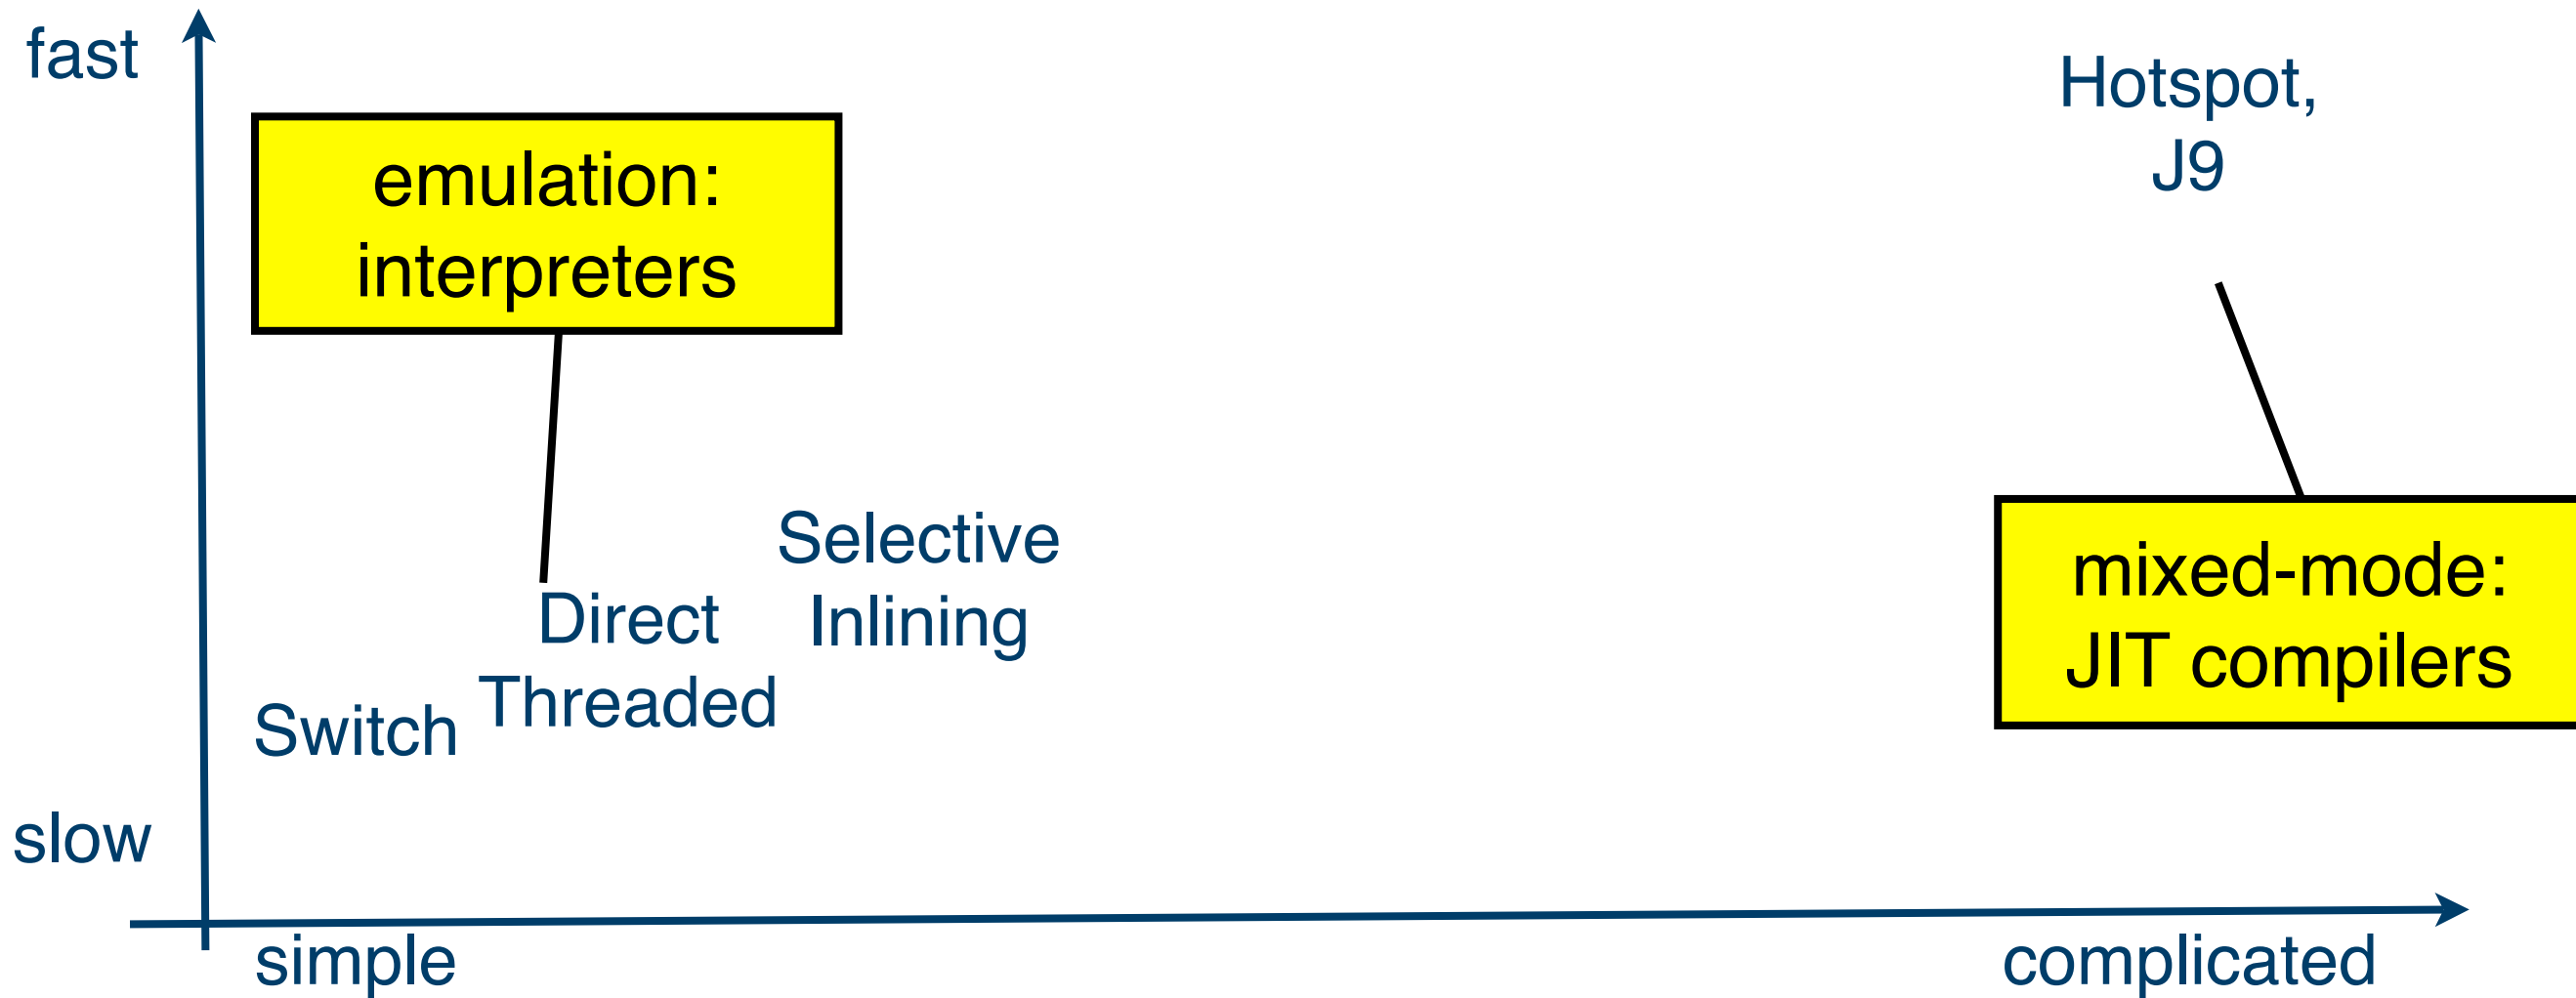 fast
Hotspot,
J9
emulation:
interpreters
Selective
Inlining
Direct
Threaded
Switch
mixed-mode:
JIT compilers
slow
simple
complicated